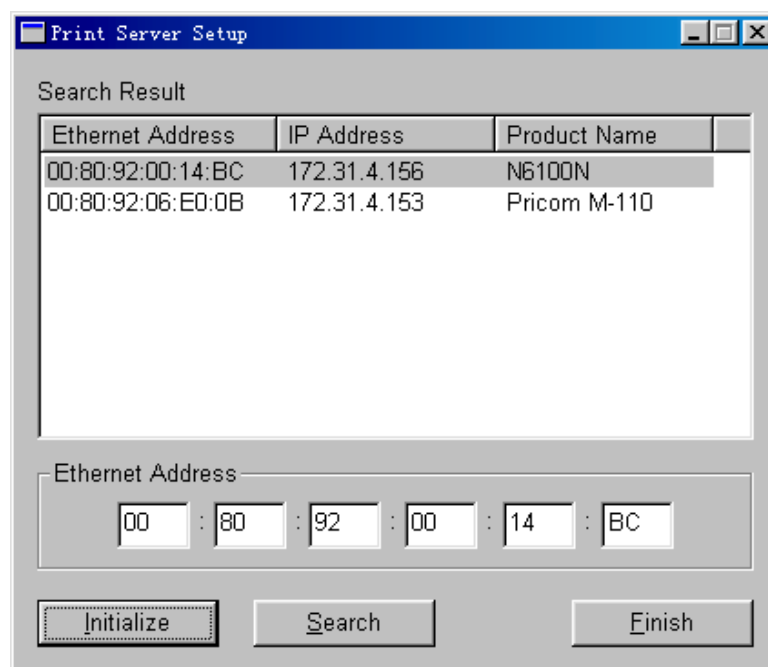 Print Server Setup
Search Result
Ethernet Address IP Address Product Name
00:80:92:00:14:BC 172.31.4.156 N6100N
00:80:92:06:E0:0B 172.31.4.153 Pricom M-110
Ethernet Address
00 : 80 : 92 : 00 : 14 : BC
Initialize Search Finish